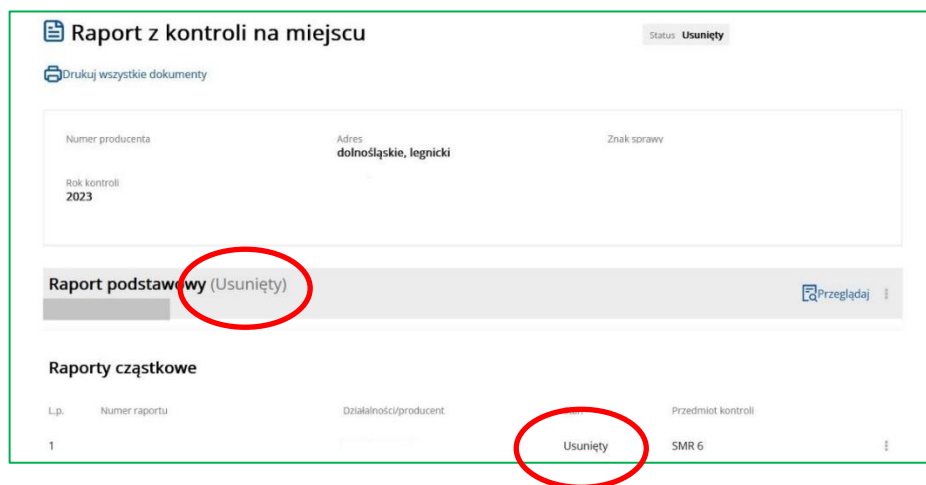 Raport z kontroli na miejscu
Status Usunięty
Drukuj wszystkie dokumenty
Numer producenta Adres Znak sprawy
dolnośląskie, legnicki
Rok kontroli
2023
Raport podstawowy (Usunięty)
Przeglądaj
Raporty cząstkowe
L.p. Numer raportu Działalności/producent Przedmiot kontroli
1 Usunięty SMR 6